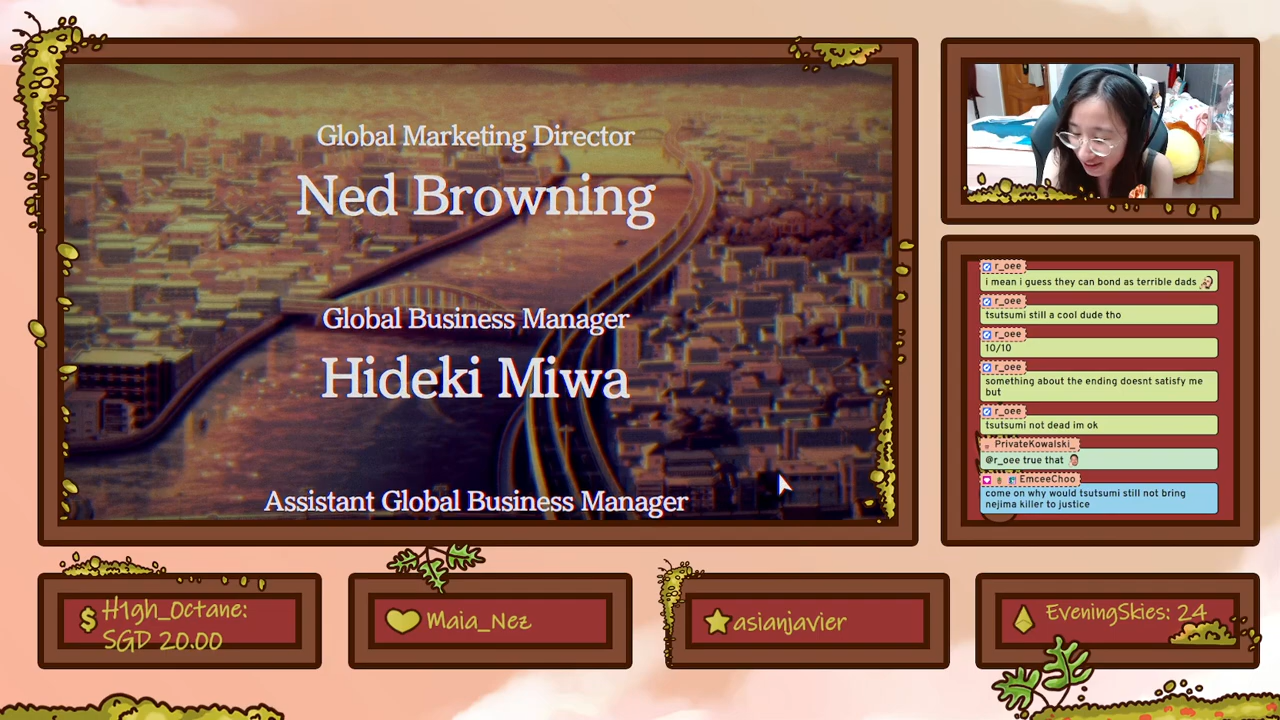 Global Marketing Director
Ned Browning
Global Business Manager
Hideki Miwa
Assistant Global Business Manager
r_oee
i mean i guess they can bond as terrible dads
r_oee
tsutsumi still a cool dude tho
r_oee
10/10
r_oee
something about the ending doesnt satisfy me
but
r_oee
tsutsumi not dead im ok
PrivateKowalski_
@r_oee true that
EmceeChoo
come on why would tsutsumi still not bring
nejima killer to justice
$ H1gh_Octane:
SGD 20.00
Maia_Nez
asianjavier
EveningSkies: 24